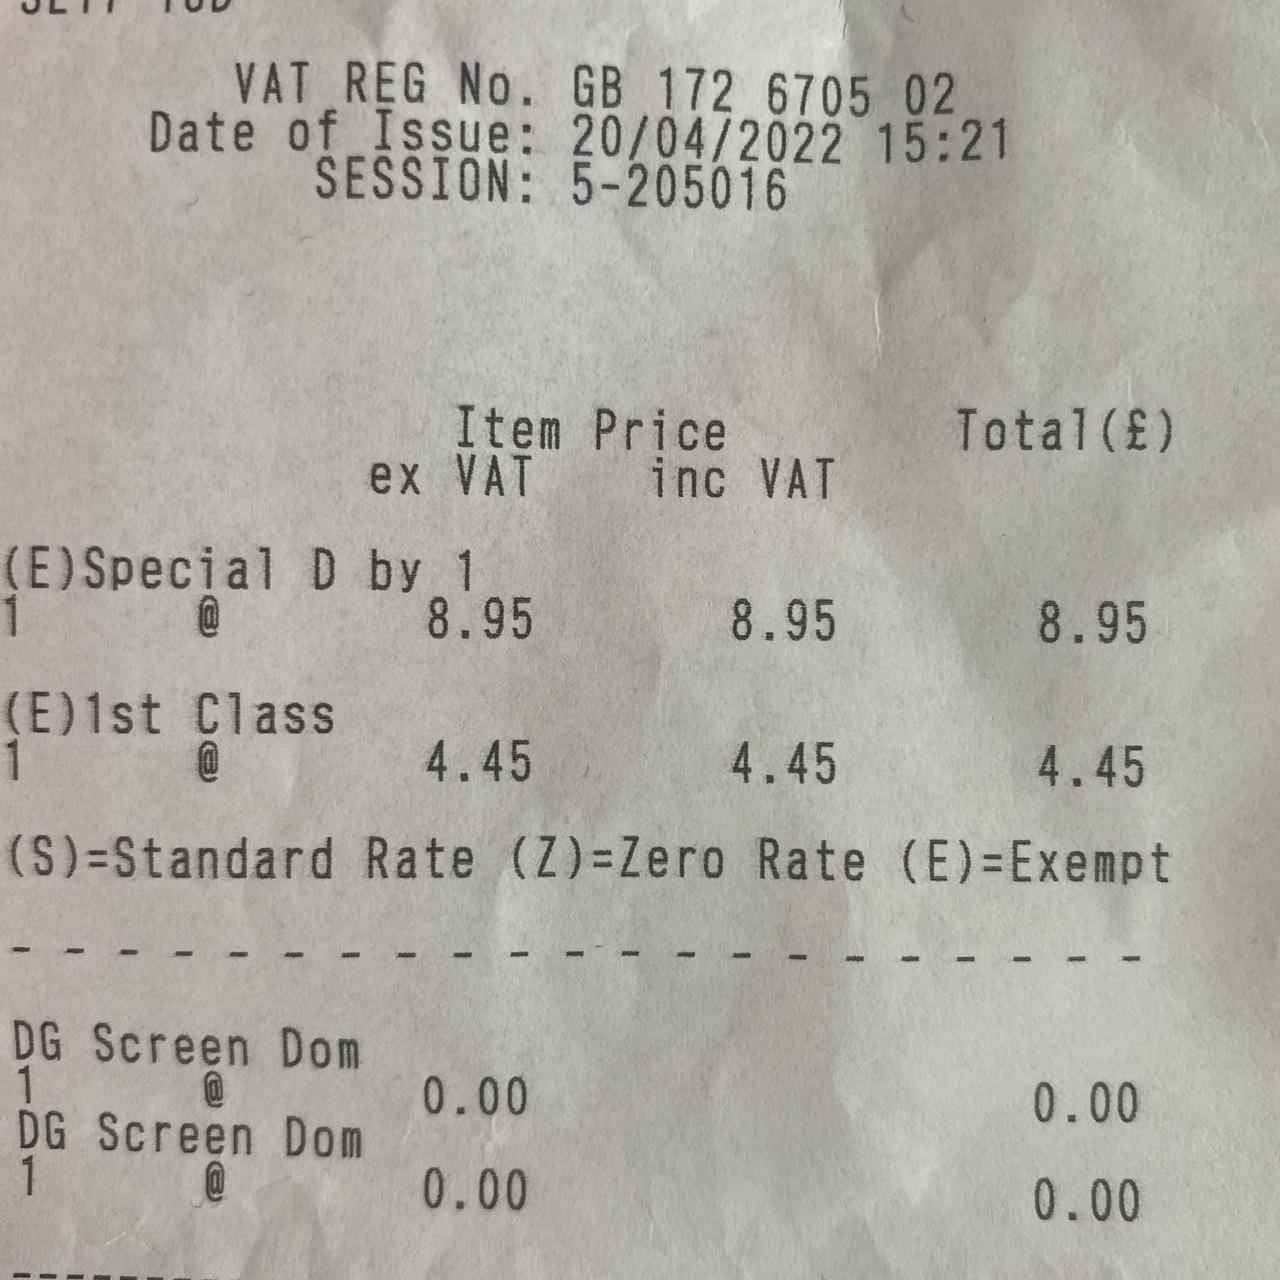 VAT REG No. GB 172 6705 02
Date of Issue: 20/04/2022 15:21
SESSION: 5-205016
Item Price Total(£)
ex VAT inc VAT
(E)Special D by 1
1 @ 8.95 8.95 8.95
(E)1st Class
1 @ 4.45 4.45 4.45
(S)=Standard Rate (Z)=Zero Rate (E)=Exempt
- - - - - - - - - - - - - - - - - - - - -
DG Screen Dom
1 @ 0.00 0.00
DG Screen Dom
1 @ 0.00 0.00